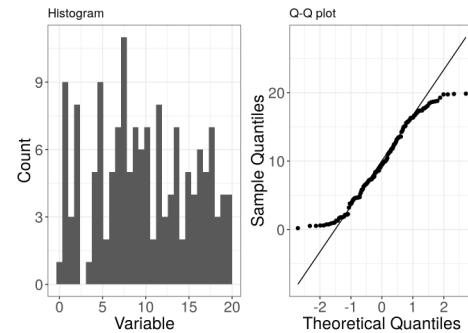 Histogram
Count
9
6
3
0
0 5 10 15 20
Variable
Q-Q plot
Sample Quantiles
20
10
0
-2 -1 0 1 2
Theoretical Quantiles